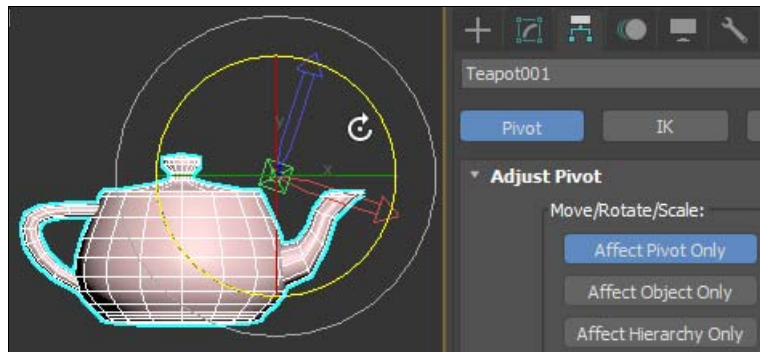 Teapot001
Pivot
IK
Adjust Pivot
Move/Rotate/Scale:
Affect Pivot Only
Affect Object Only
Affect Hierarchy Only
y
x